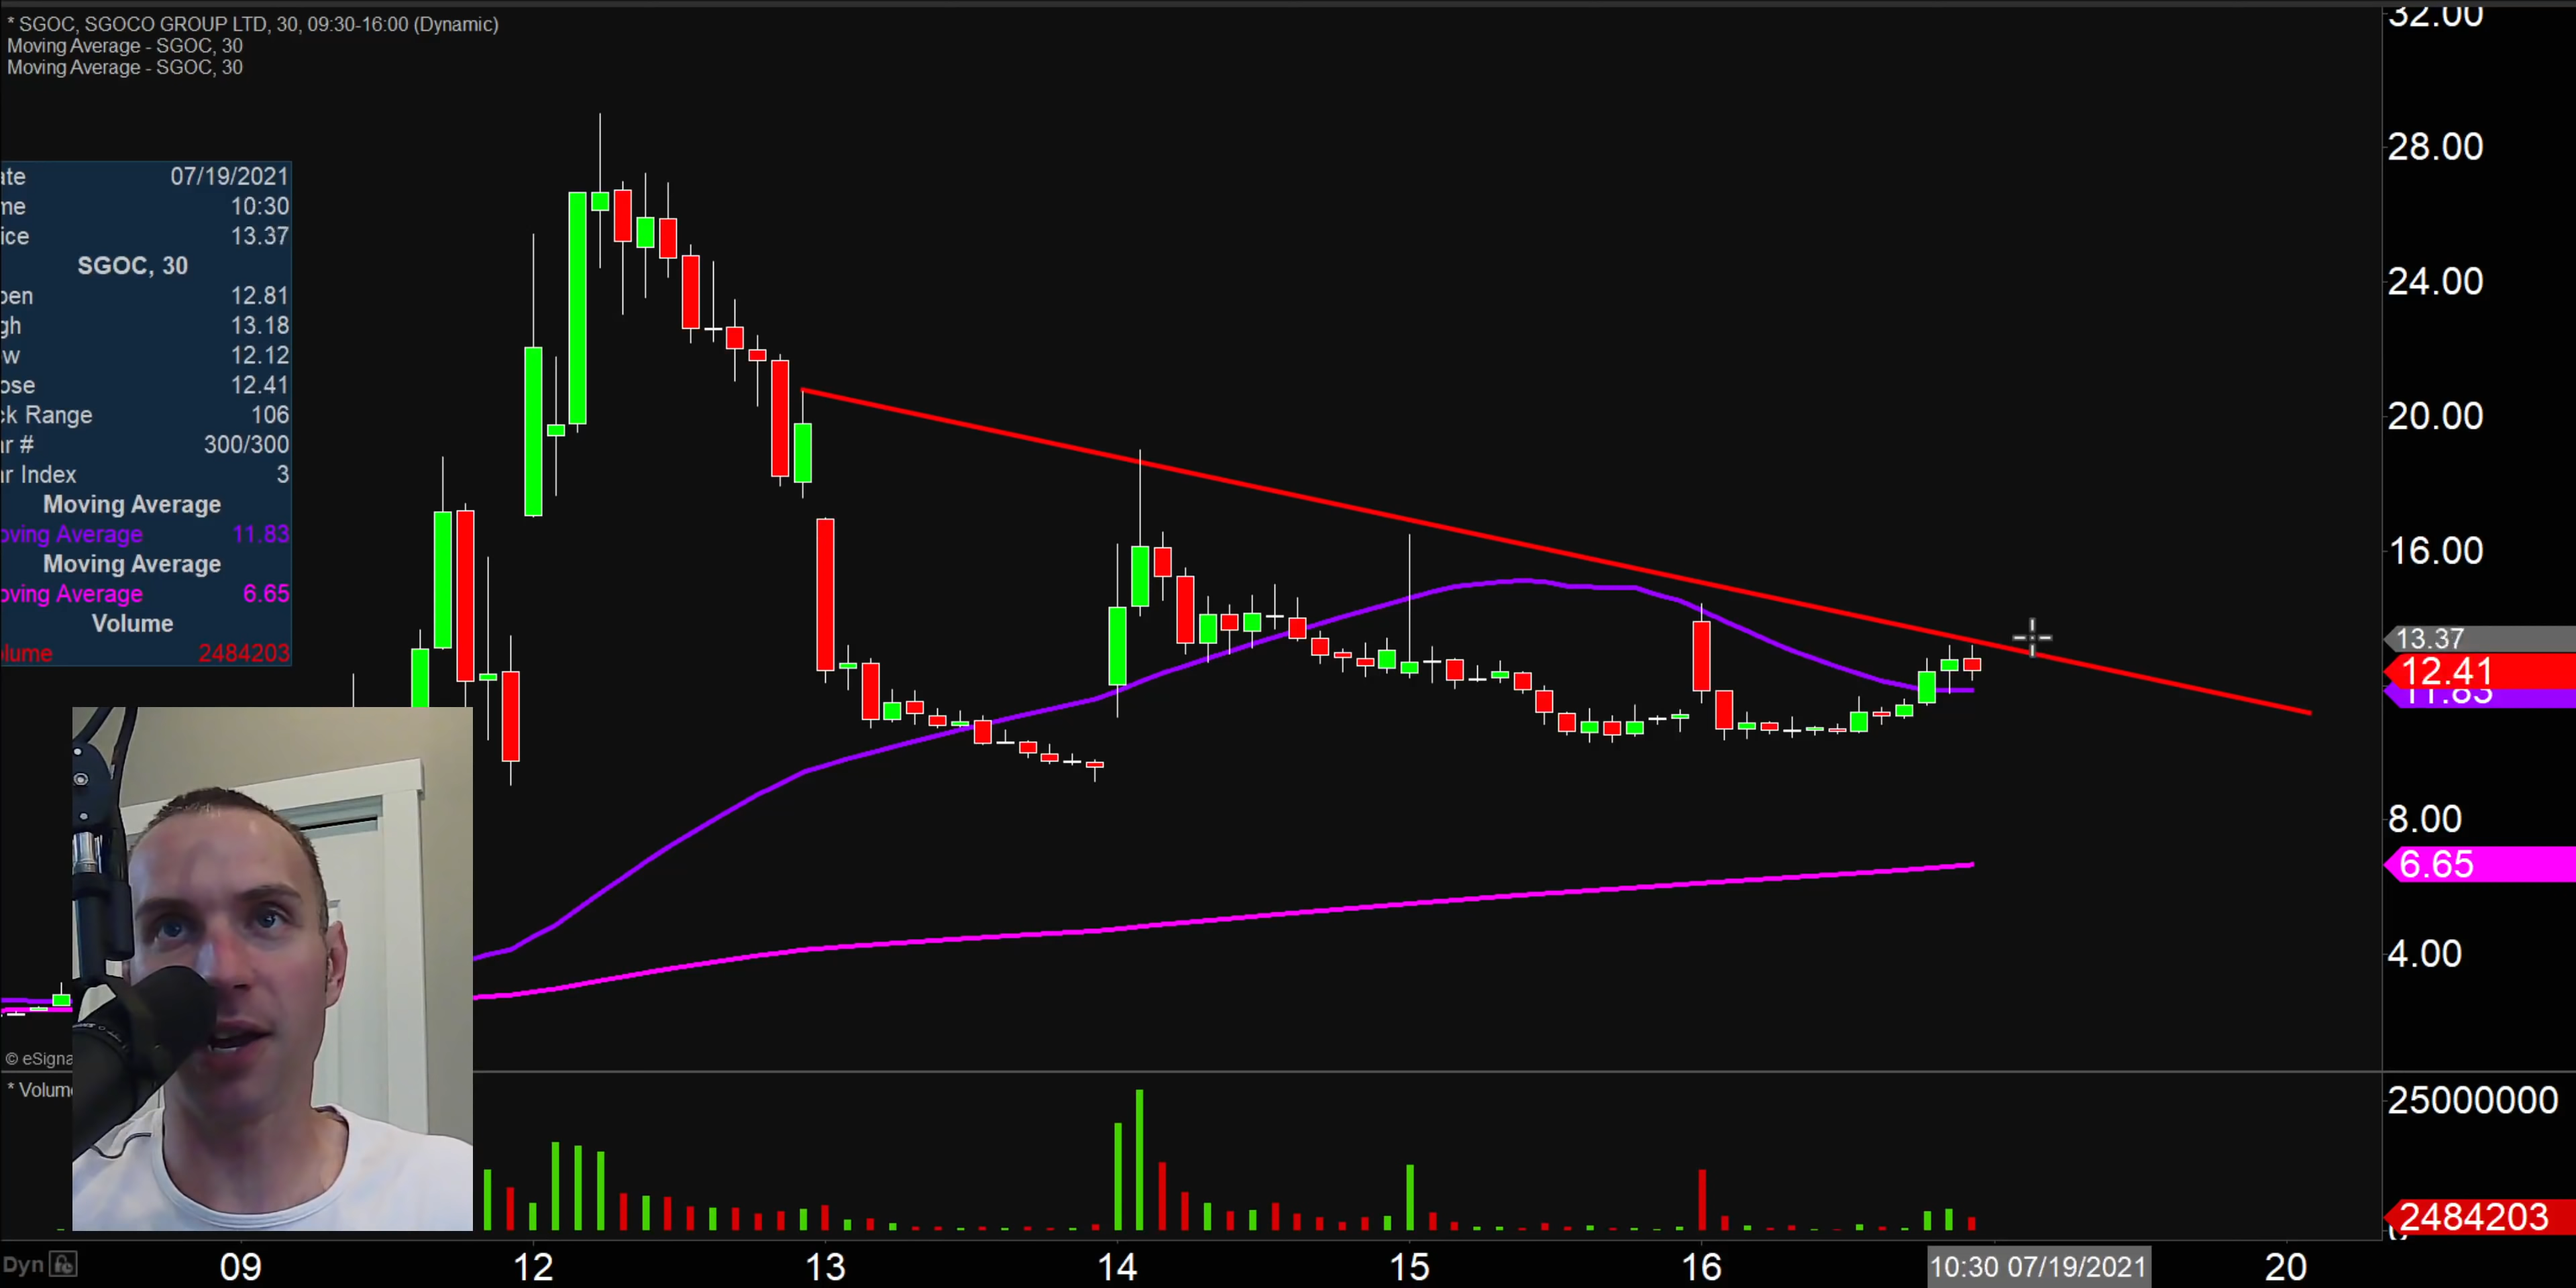 * SGOC, SGOCO GROUP LTD, 30, 09:30-16:00 (Dynamic)
Moving Average - SGOC, 30
Moving Average - SGOC, 30
ate 07/19/2021
me 10:30
ice 13.37
SGOC, 30
pen 12.81
gh 13.18
w 12.12
ose 12.41
ck Range 106
ar # 300/300
ar Index 3
Moving Average
oving Average 11.83
Moving Average
oving Average 6.65
Volume
lume 2484203
32.00
28.00
24.00
20.00
16.00
13.37
12.41
11.83
8.00
6.65
4.00
© eSigna
* Volum
25000000
2484203
Dyn
09 12 13 14 15 16 10:30 07/19/2021 20